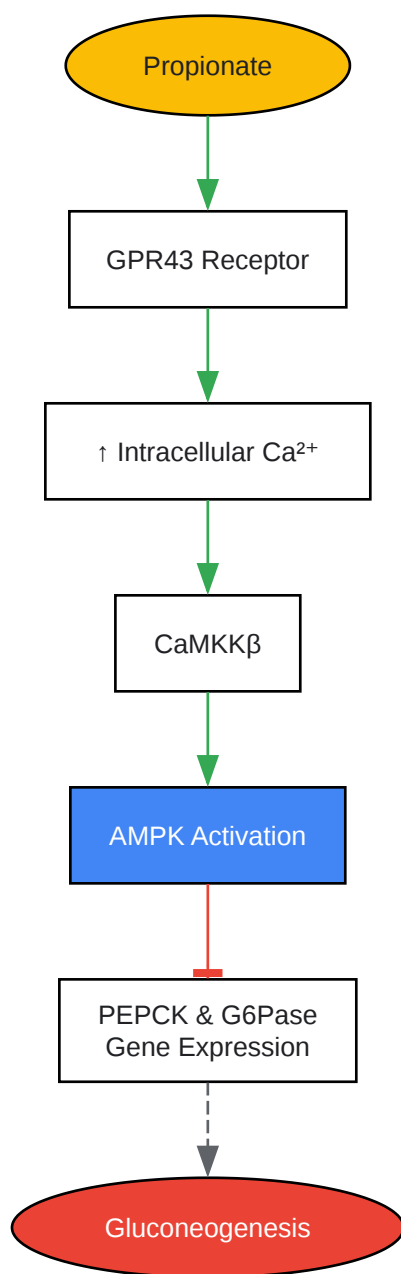 Propionate
GPR43 Receptor
↑ Intracellular Ca²⁺
CaMKKβ
AMPK Activation
PEPCK & G6Pase
Gene Expression
Gluconeogenesis